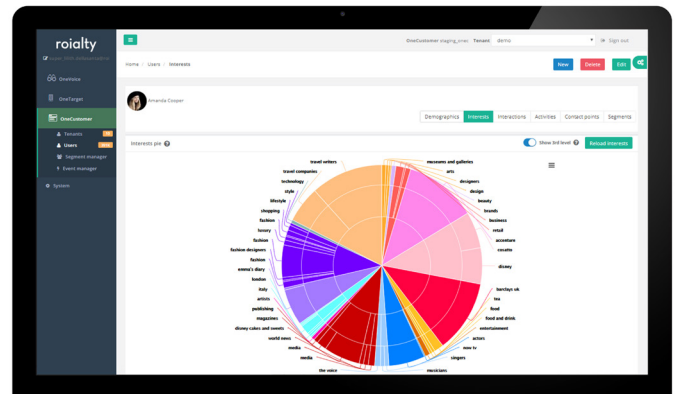 roialty
OneCustomer staging_onec Tenant demo
Sign out
Home / Users / Interests
New Delete Edit
OneVoice
OneTarget
OneCustomer
Tenants
Users
Segment manager
Event manager
System
Amanda Cooper
Demographics Interests Interactions Activities Contact points Segments
Interests pie
Show 3rd level
Reload Interests
travel writers
travel companies
technology
style
lifestyle
shopping
fashion
luxury
fashion
fashion designers
fashion
emma's diary
london
italy
artists
publishing
magazines
disney cakes and sweets
world news
media
media
the voice
museums and galleries
arts
designers
design
beauty
brands
business
retail
accenture
cosatto
disney
barclays uk
tea
food
food and drink
entertainment
actors
now tv
singers
musicians